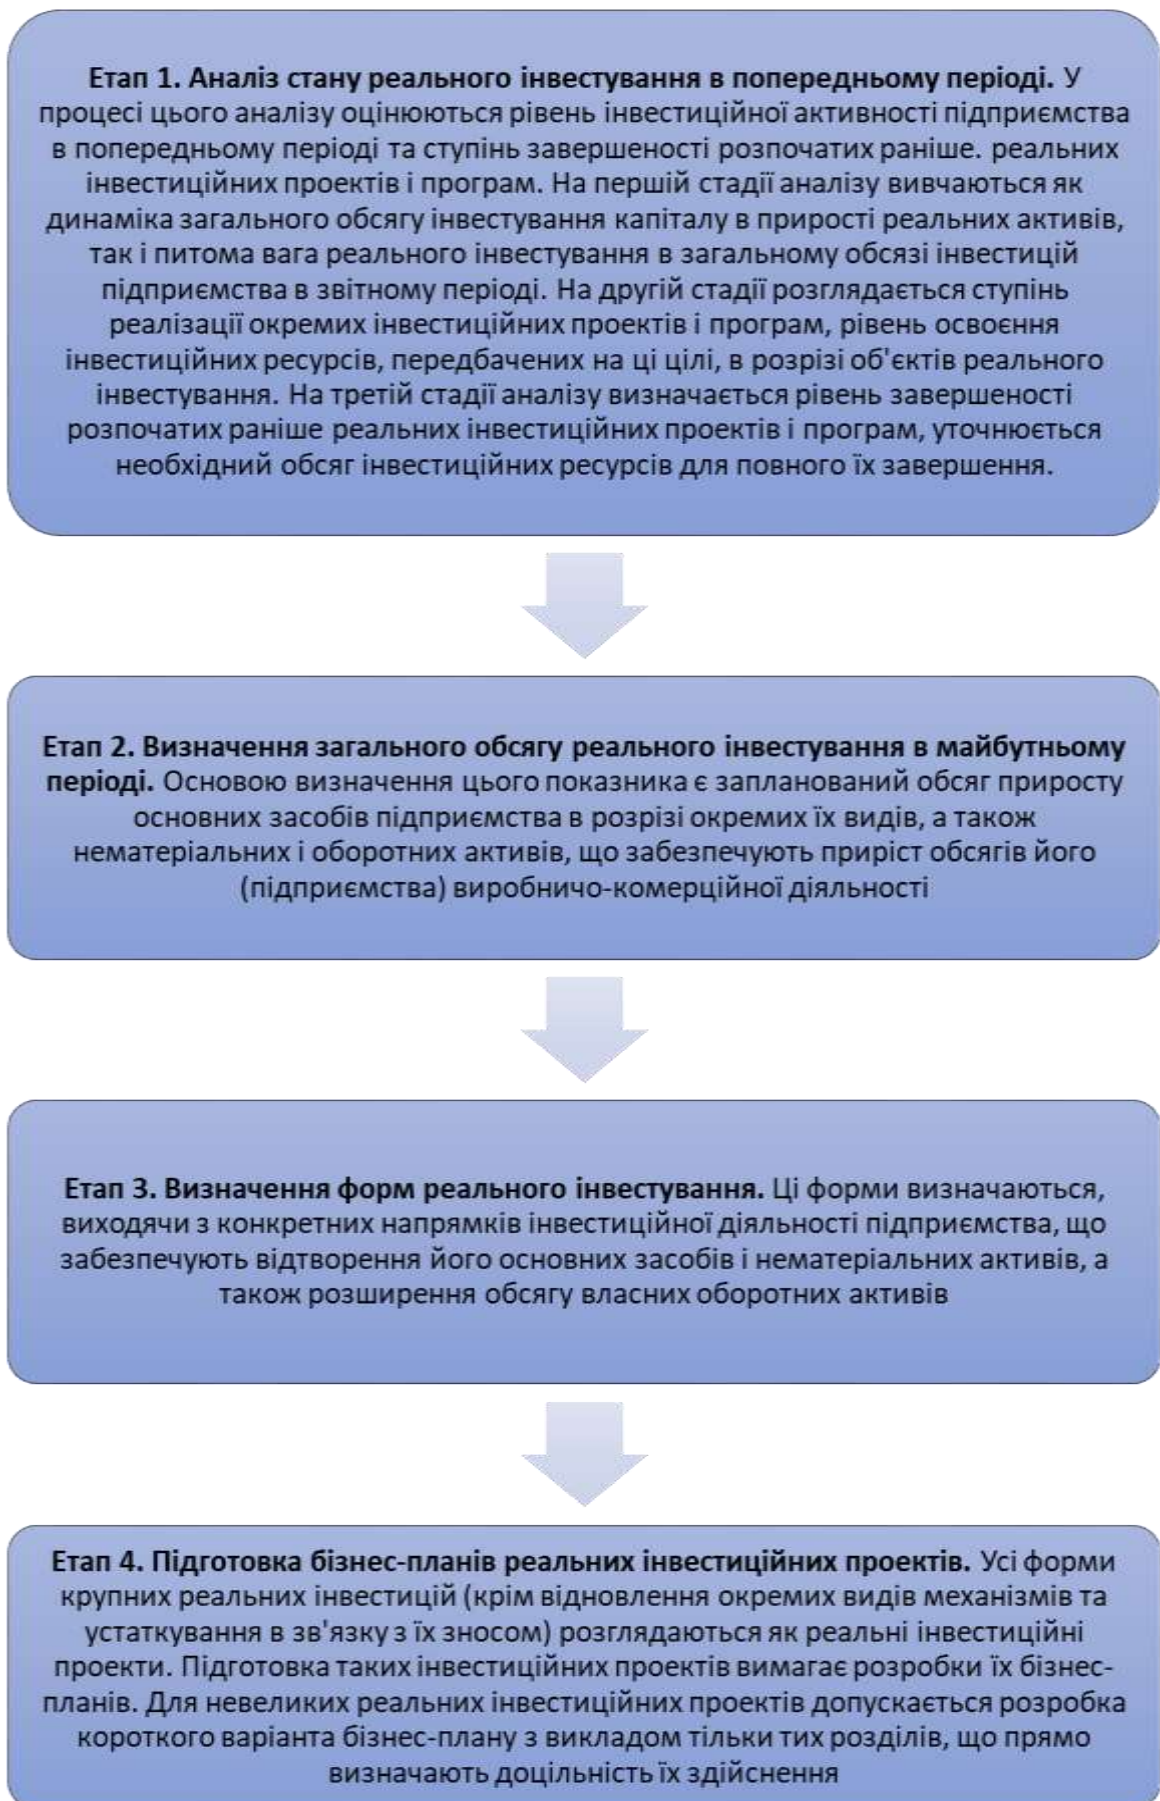 Етап 1. Аналіз стану реального інвестування в попередньому періоді. У
процесі цього аналізу оцінюються рівень інвестиційної активності підприємства
в попередньому періоді та ступінь завершеності розпочатих раніше. реальних
інвестиційних проектів і програм. На першій стадії аналізу вивчаються як
динаміка загального обсягу інвестування капіталу в прирості реальних активів,
так і питома вага реального інвестування в загальному обсязі інвестицій
підприємства в звітному періоді. На другій стадії розглядається ступінь
реалізації окремих інвестиційних проектів і програм, рівень освоєння
інвестиційних ресурсів, передбачених на ці цілі, в розрізі об'єктів реального
інвестування. На третій стадії аналізу визначається рівень завершеності
розпочатих раніше реальних інвестиційних проектів і програм, уточнюється
необхідний обсяг інвестиційних ресурсів для повного їх завершення.
Етап 2. Визначення загального обсягу реального інвестування в майбутньому
періоді. Основою визначення цього показника є запланований обсяг приросту
основних засобів підприємства в розрізі окремих їх видів, а також
нематеріальних і оборотних активів, що забезпечують приріст обсягів його
(підприємства) виробничо-комерційної діяльності
Етап 3. Визначення форм реального інвестування. Ці форми визначаються,
виходячи з конкретних напрямків інвестиційної діяльності підприємства, що
забезпечують відтворення його основних засобів і нематеріальних активів, а
також розширення обсягу власних оборотних активів
Етап 4. Підготовка бізнес-планів реальних інвестиційних проектів. Усі форми
крупних реальних інвестицій (крім відновлення окремих видів механізмів та
устаткування в зв'язку з їх зносом) розглядаються як реальні інвестиційні
проекти. Підготовка таких інвестиційних проектів вимагає розробки їх бізнес-
планів. Для невеликих реальних інвестиційних проектів допускається розробка
короткого варіанта бізнес-плану з викладом тільки тих розділів, що прямо
визначають доцільність їх здійснення